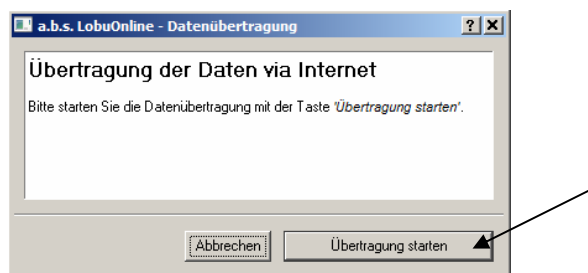 a.b.s. LobuOnline - Datenübertragung
Übertragung der Daten via Internet
Bitte starten Sie die Datenübertragung mit der Taste 'Übertragung starten'.
Abbrechen Übertragung starten